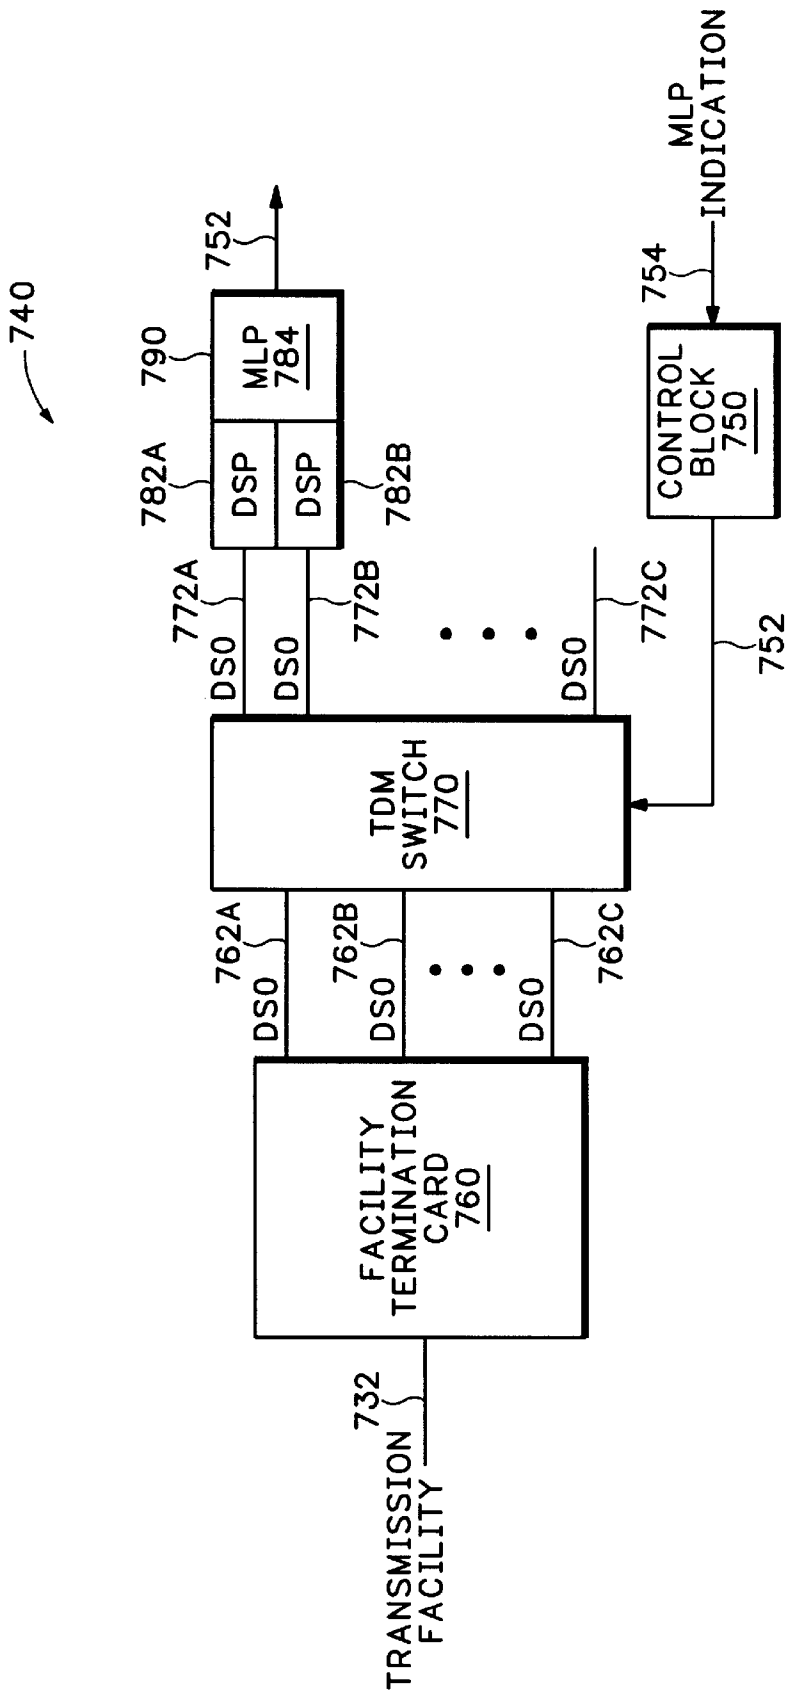 740
TRANSMISSION
FACILITY
732
FACILITY
TERMINATION
CARD
760
DS0
762A
DS0
762B
DS0
762C
TDM
SWITCH
770
DS0
772A
DS0
772B
DS0
772C
782A
DSP
DSP
782B
790
MLP
784
752
CONTROL
BLOCK
750
752
754
MLP
INDICATION